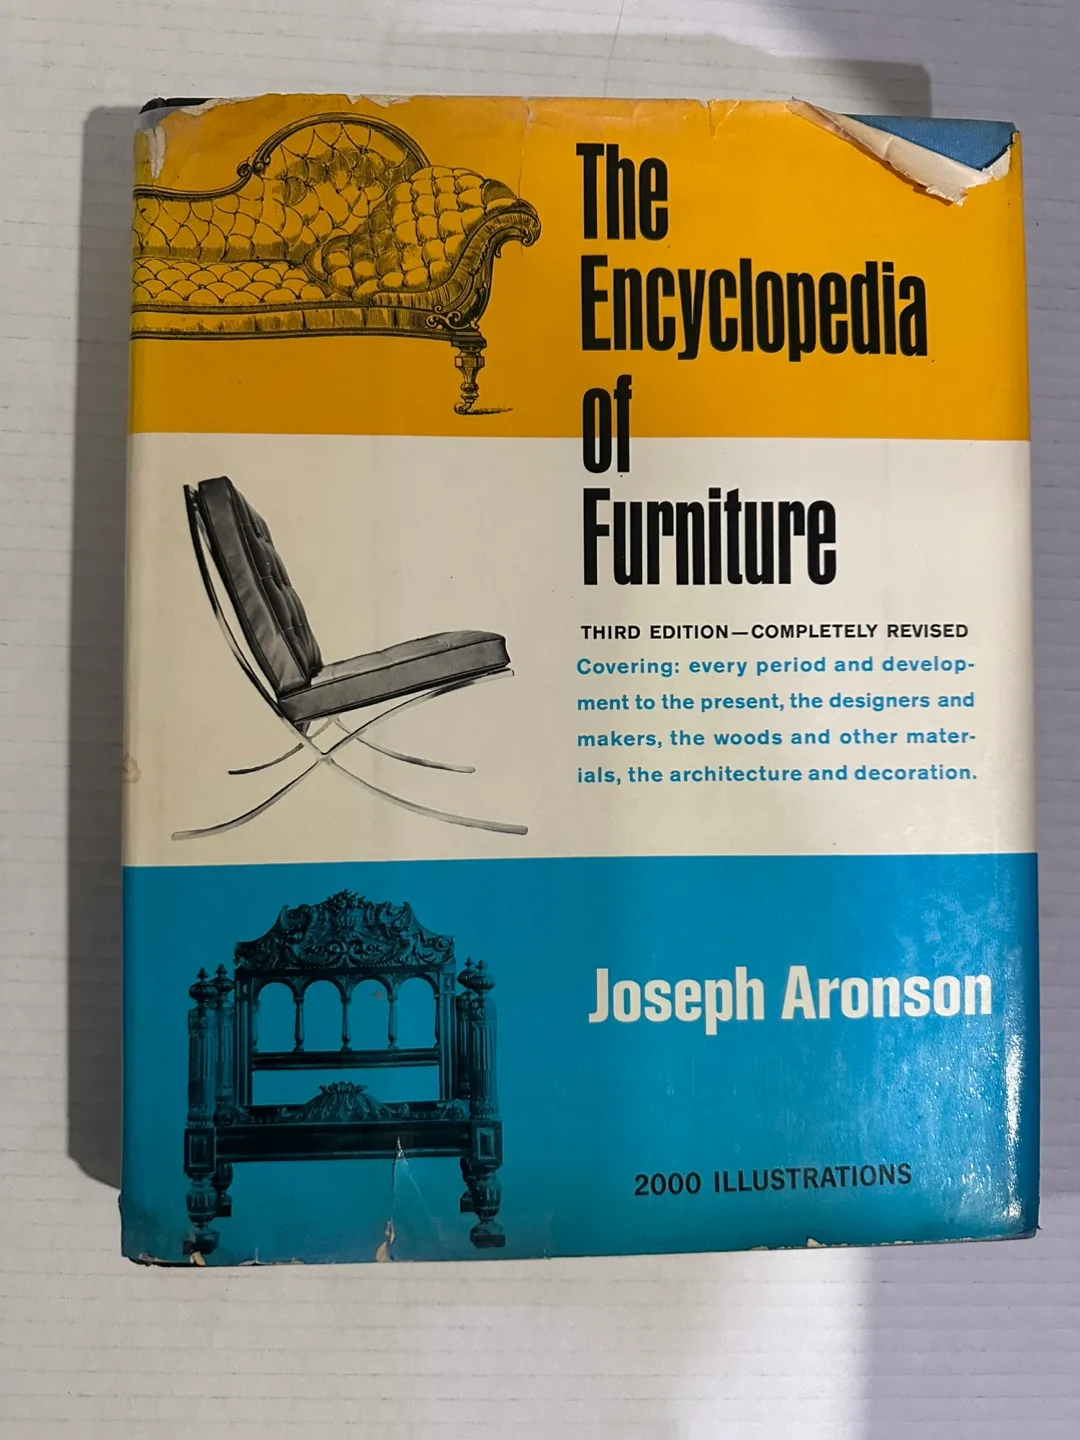 The
Encyclopedia
of
Furniture
THIRD EDITION—COMPLETELY REVISED
Covering: every period and develop-
ment to the present, the designers and
makers, the woods and other mater-
ials, the architecture and decoration.
Joseph Aronson
2000 ILLUSTRATIONS